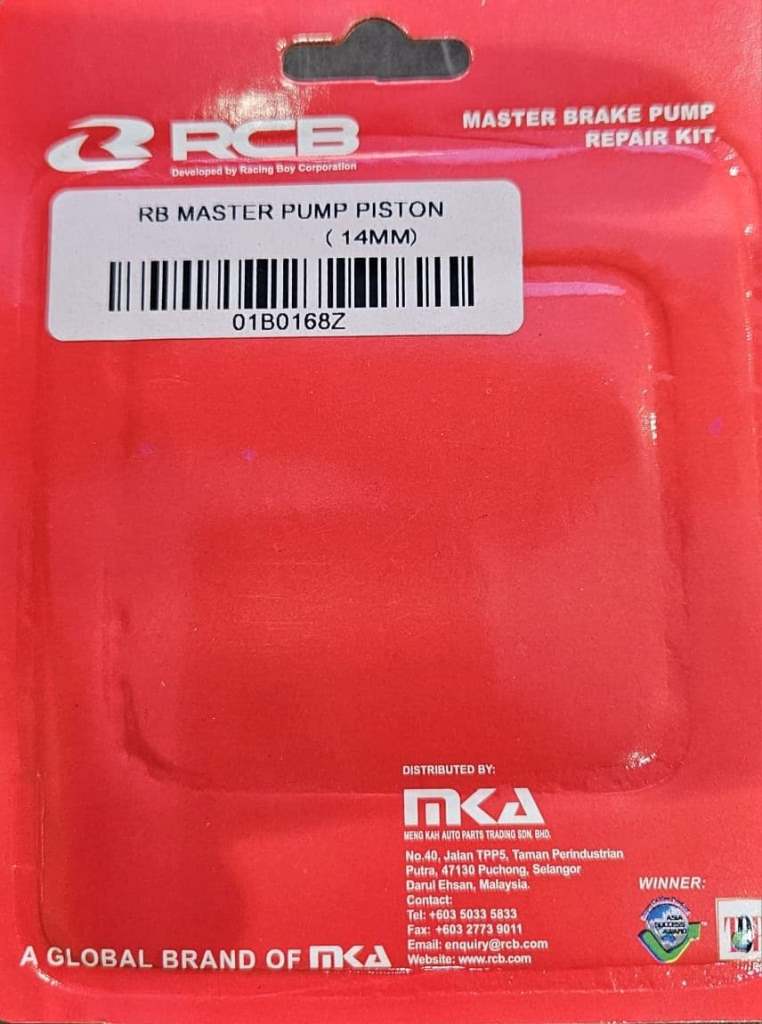 RCB
Developed by Racing Boy Corporation
MASTER BRAKE PUMP
REPAIR KIT
RB MASTER PUMP PISTON
( 14MM)
01B0168Z
DISTRIBUTED BY:
MKA
MENG KAH AUTO PARTS TRADING SDN. BHD.
No.40, Jalan TPP5, Taman Perindustrian
Putra, 47130 Puchong, Selangor
Darul Ehsan, Malaysia.
Contact:
Tel: +603 5033 5833
Fax: +603 2773 9011
Email: enquiry@rcb.com
Website: www.rcb.com
WINNER:
ASIA
SUCCESS
AWARD
A GLOBAL BRAND OF MKA